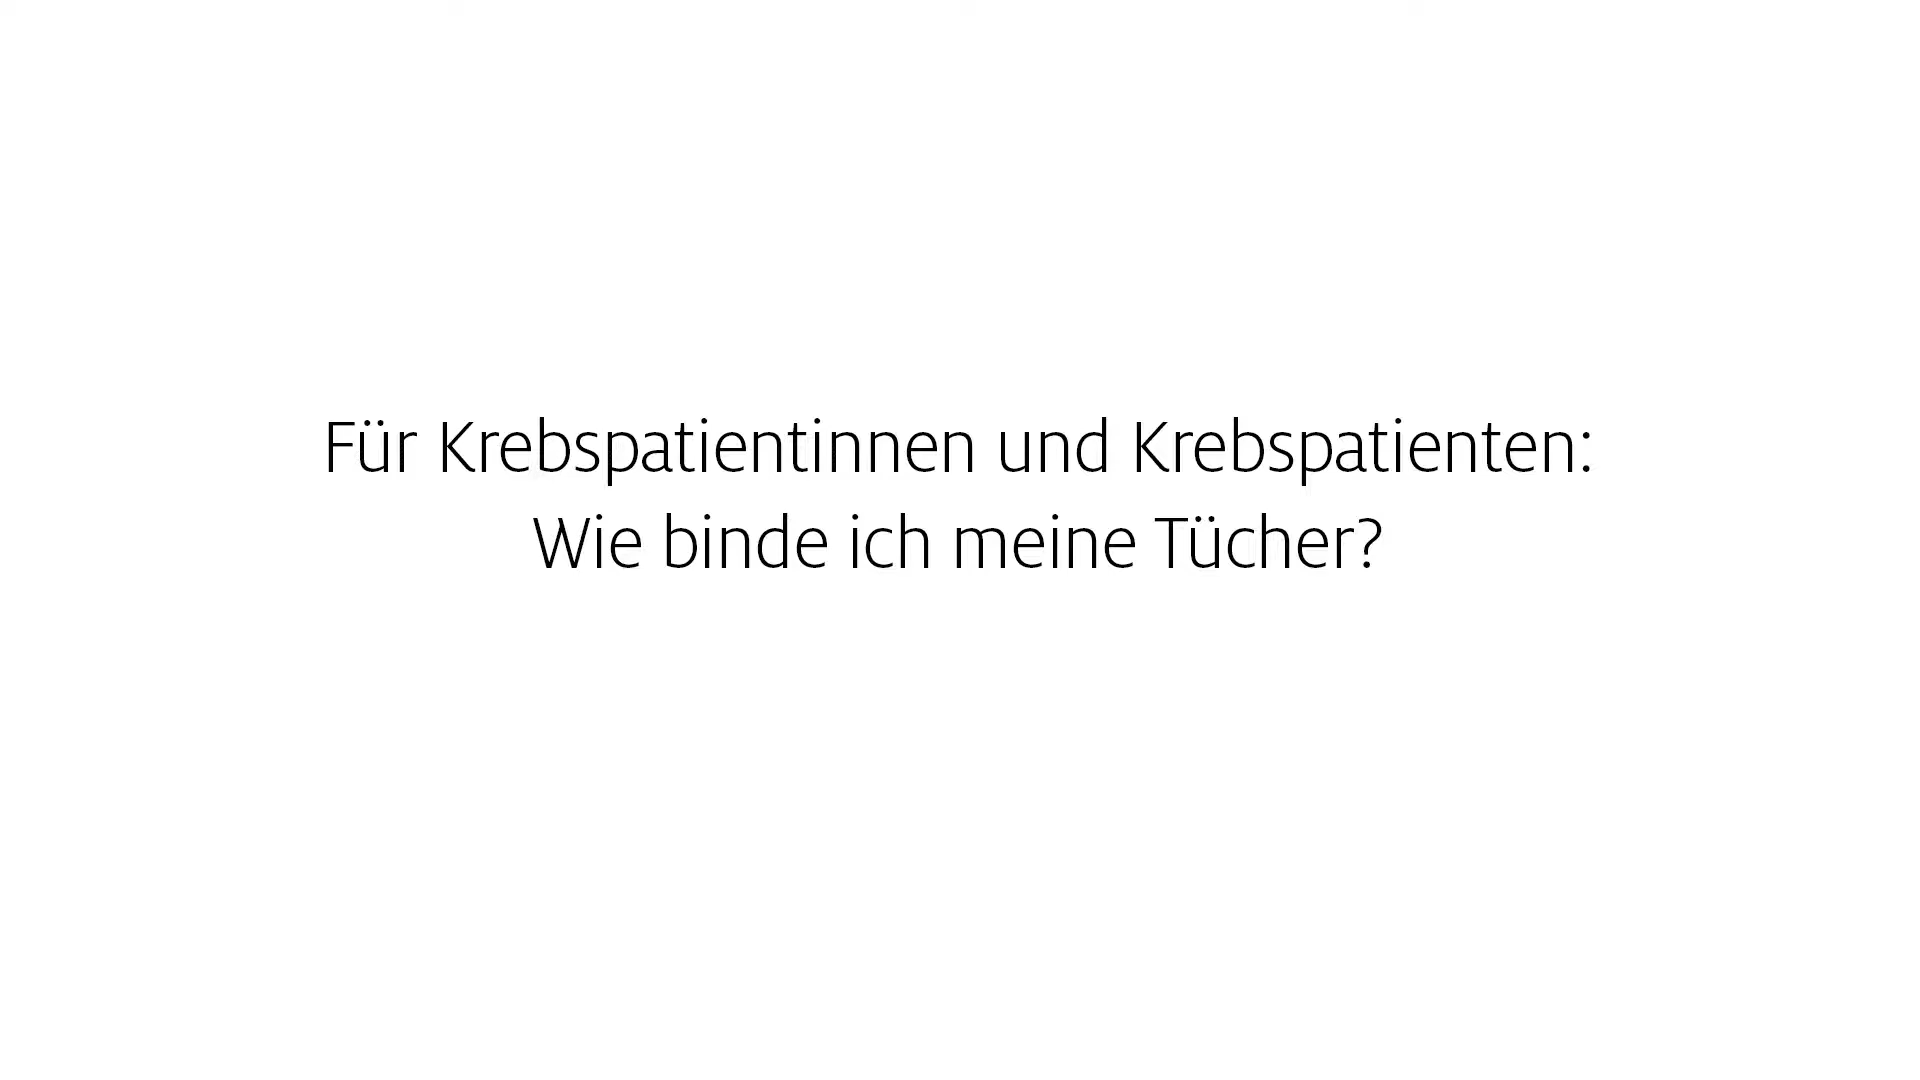 Für Krebspatientinnen und Krebspatienten:
Wie binde ich meine Tücher?